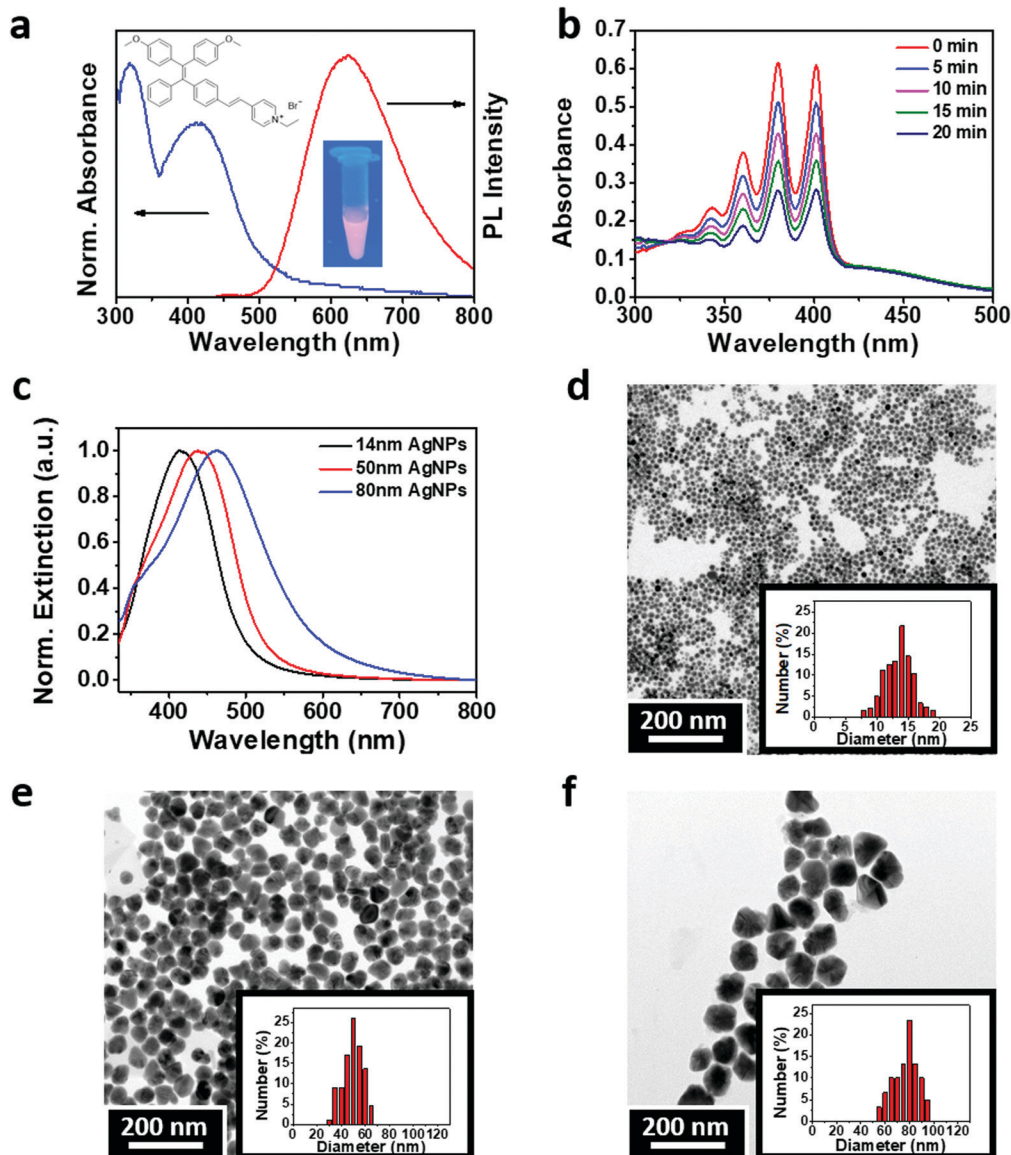 a
O
O
Br⁻
N⁺
Norm. Absorbance
PL Intensity
300 400 500 600 700 800
Wavelength (nm)
b
0 min
5 min
10 min
15 min
20 min
Absorbance
0.8
0.7
0.6
0.5
0.4
0.3
0.2
0.1
0.0
300 350 400 450 500
Wavelength (nm)
c
14nm AgNPs
50nm AgNPs
80nm AgNPs
Norm. Extinction (a.u.)
1.0
0.8
0.6
0.4
0.2
0.0
400 500 600 700 800
Wavelength (nm)
d
200 nm
Number (%)
25
20
15
10
5
0
0 5 10 15 20 25
Diameter (nm)
e
200 nm
Number (%)
25
20
15
10
5
0
0 20 40 60 80 100 120
Diameter (nm)
f
200 nm
Number (%)
25
20
15
10
5
0
0 20 40 60 80 100 120
Diameter (nm)